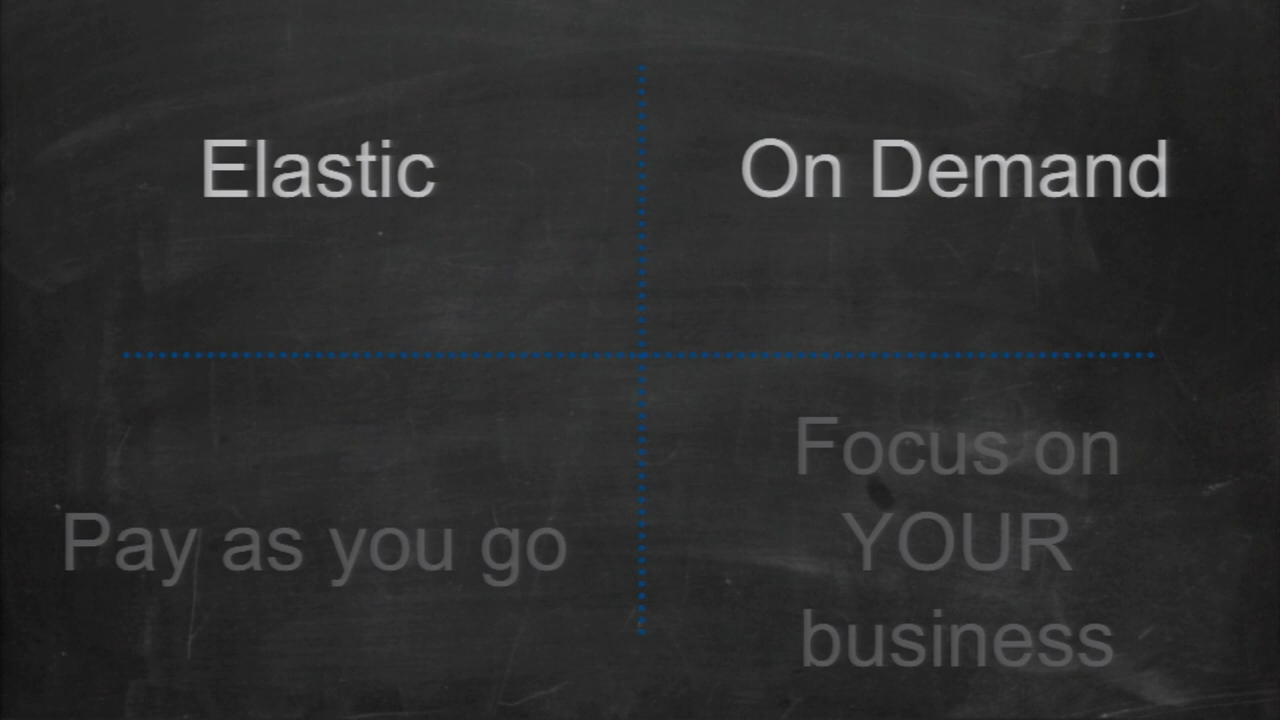 Elastic
On Demand
Pay as you go
Focus on
YOUR
business